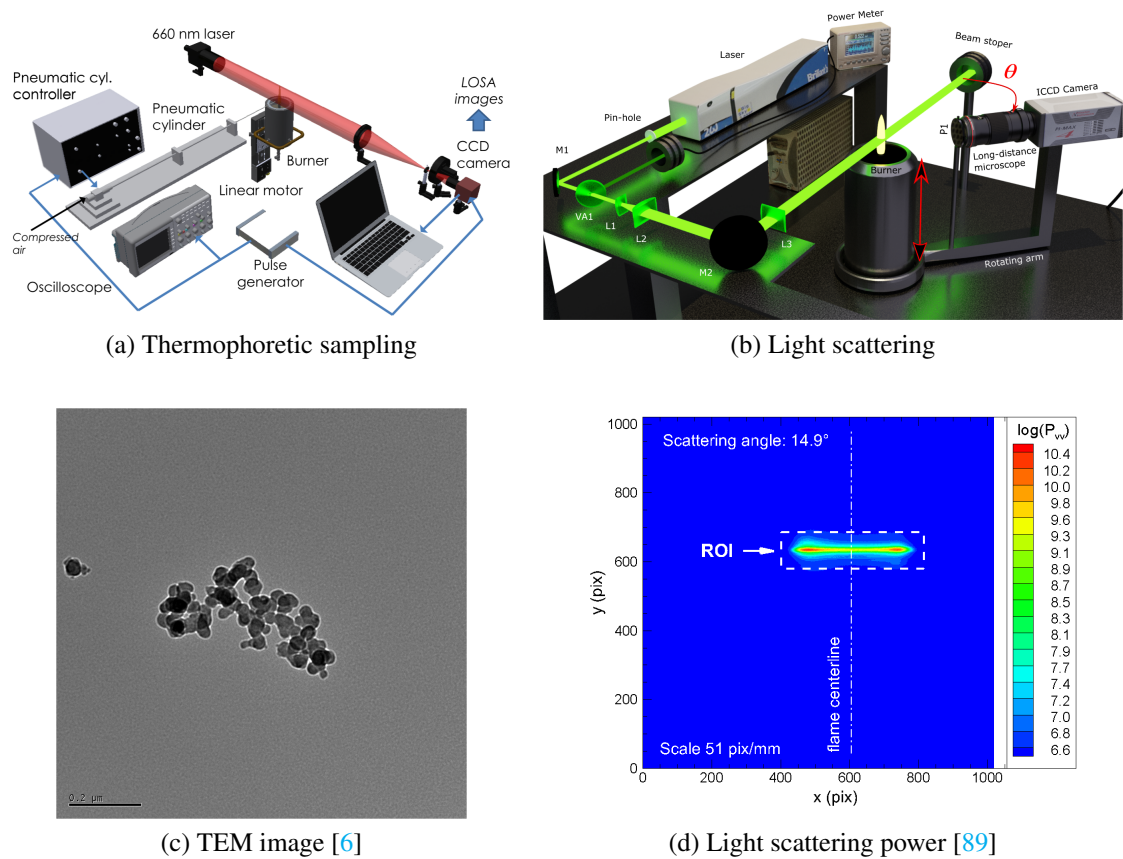 660 nm laser
Pneumatic cyl.
controller
Pneumatic
cylinder
LOSA
images
CCD
camera
Burner
Linear motor
Compressed
air
Oscilloscope
Pulse
generator
(a) Thermophoretic sampling
Power Meter
Laser
Beam stoper
θ
ICCD Camera
Pin-hole
P1
M1
Long-distance
microscope
Burner
VA1
L1
L2
L3
M2
Rotating arm
(b) Light scattering
0.2 μm
(c) TEM image [6]
Scattering angle: 14.9°
ROI
flame centerline
Scale 51 pix/mm
y (pix)
1000
800
600
400
200
0
0 200 400 600 800 1000
x (pix)
log(Pvv)
10.4
10.2
10.0
9.8
9.6
9.3
9.1
8.9
8.7
8.5
8.3
8.1
7.9
7.6
7.4
7.2
7.0
6.8
6.6
(d) Light scattering power [89]